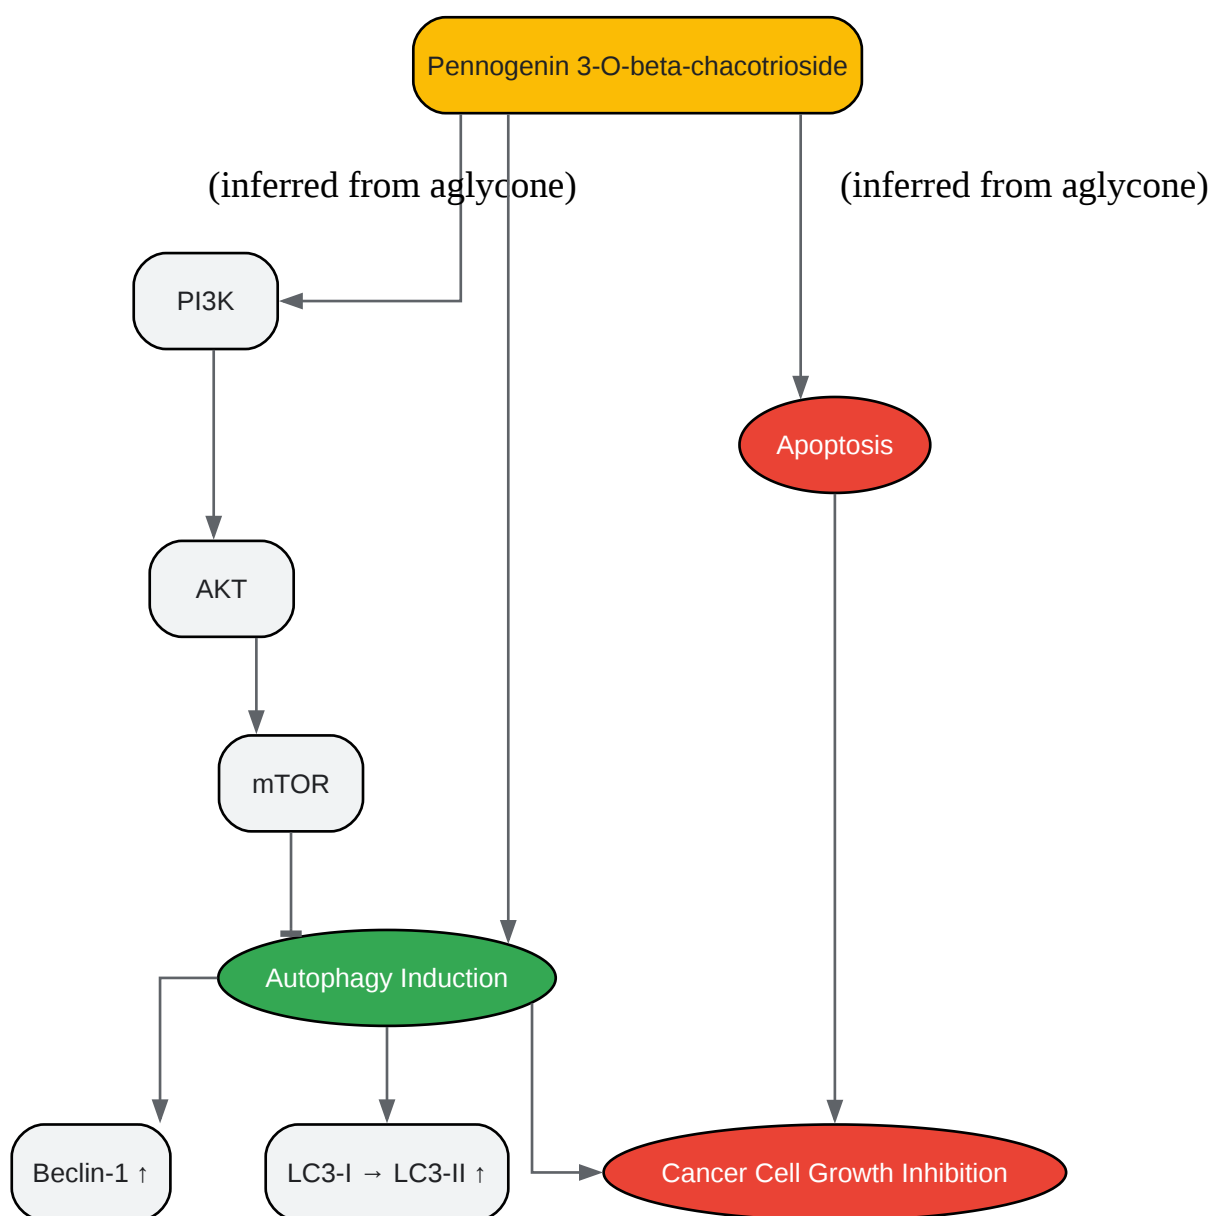 Pennogenin 3-O-beta-chacotrioside
(inferred from aglycone)
(inferred from aglycone)
PI3K
Apoptosis
AKT
mTOR
Autophagy Induction
Beclin-1 ↑
LC3-I → LC3-II ↑
Cancer Cell Growth Inhibition